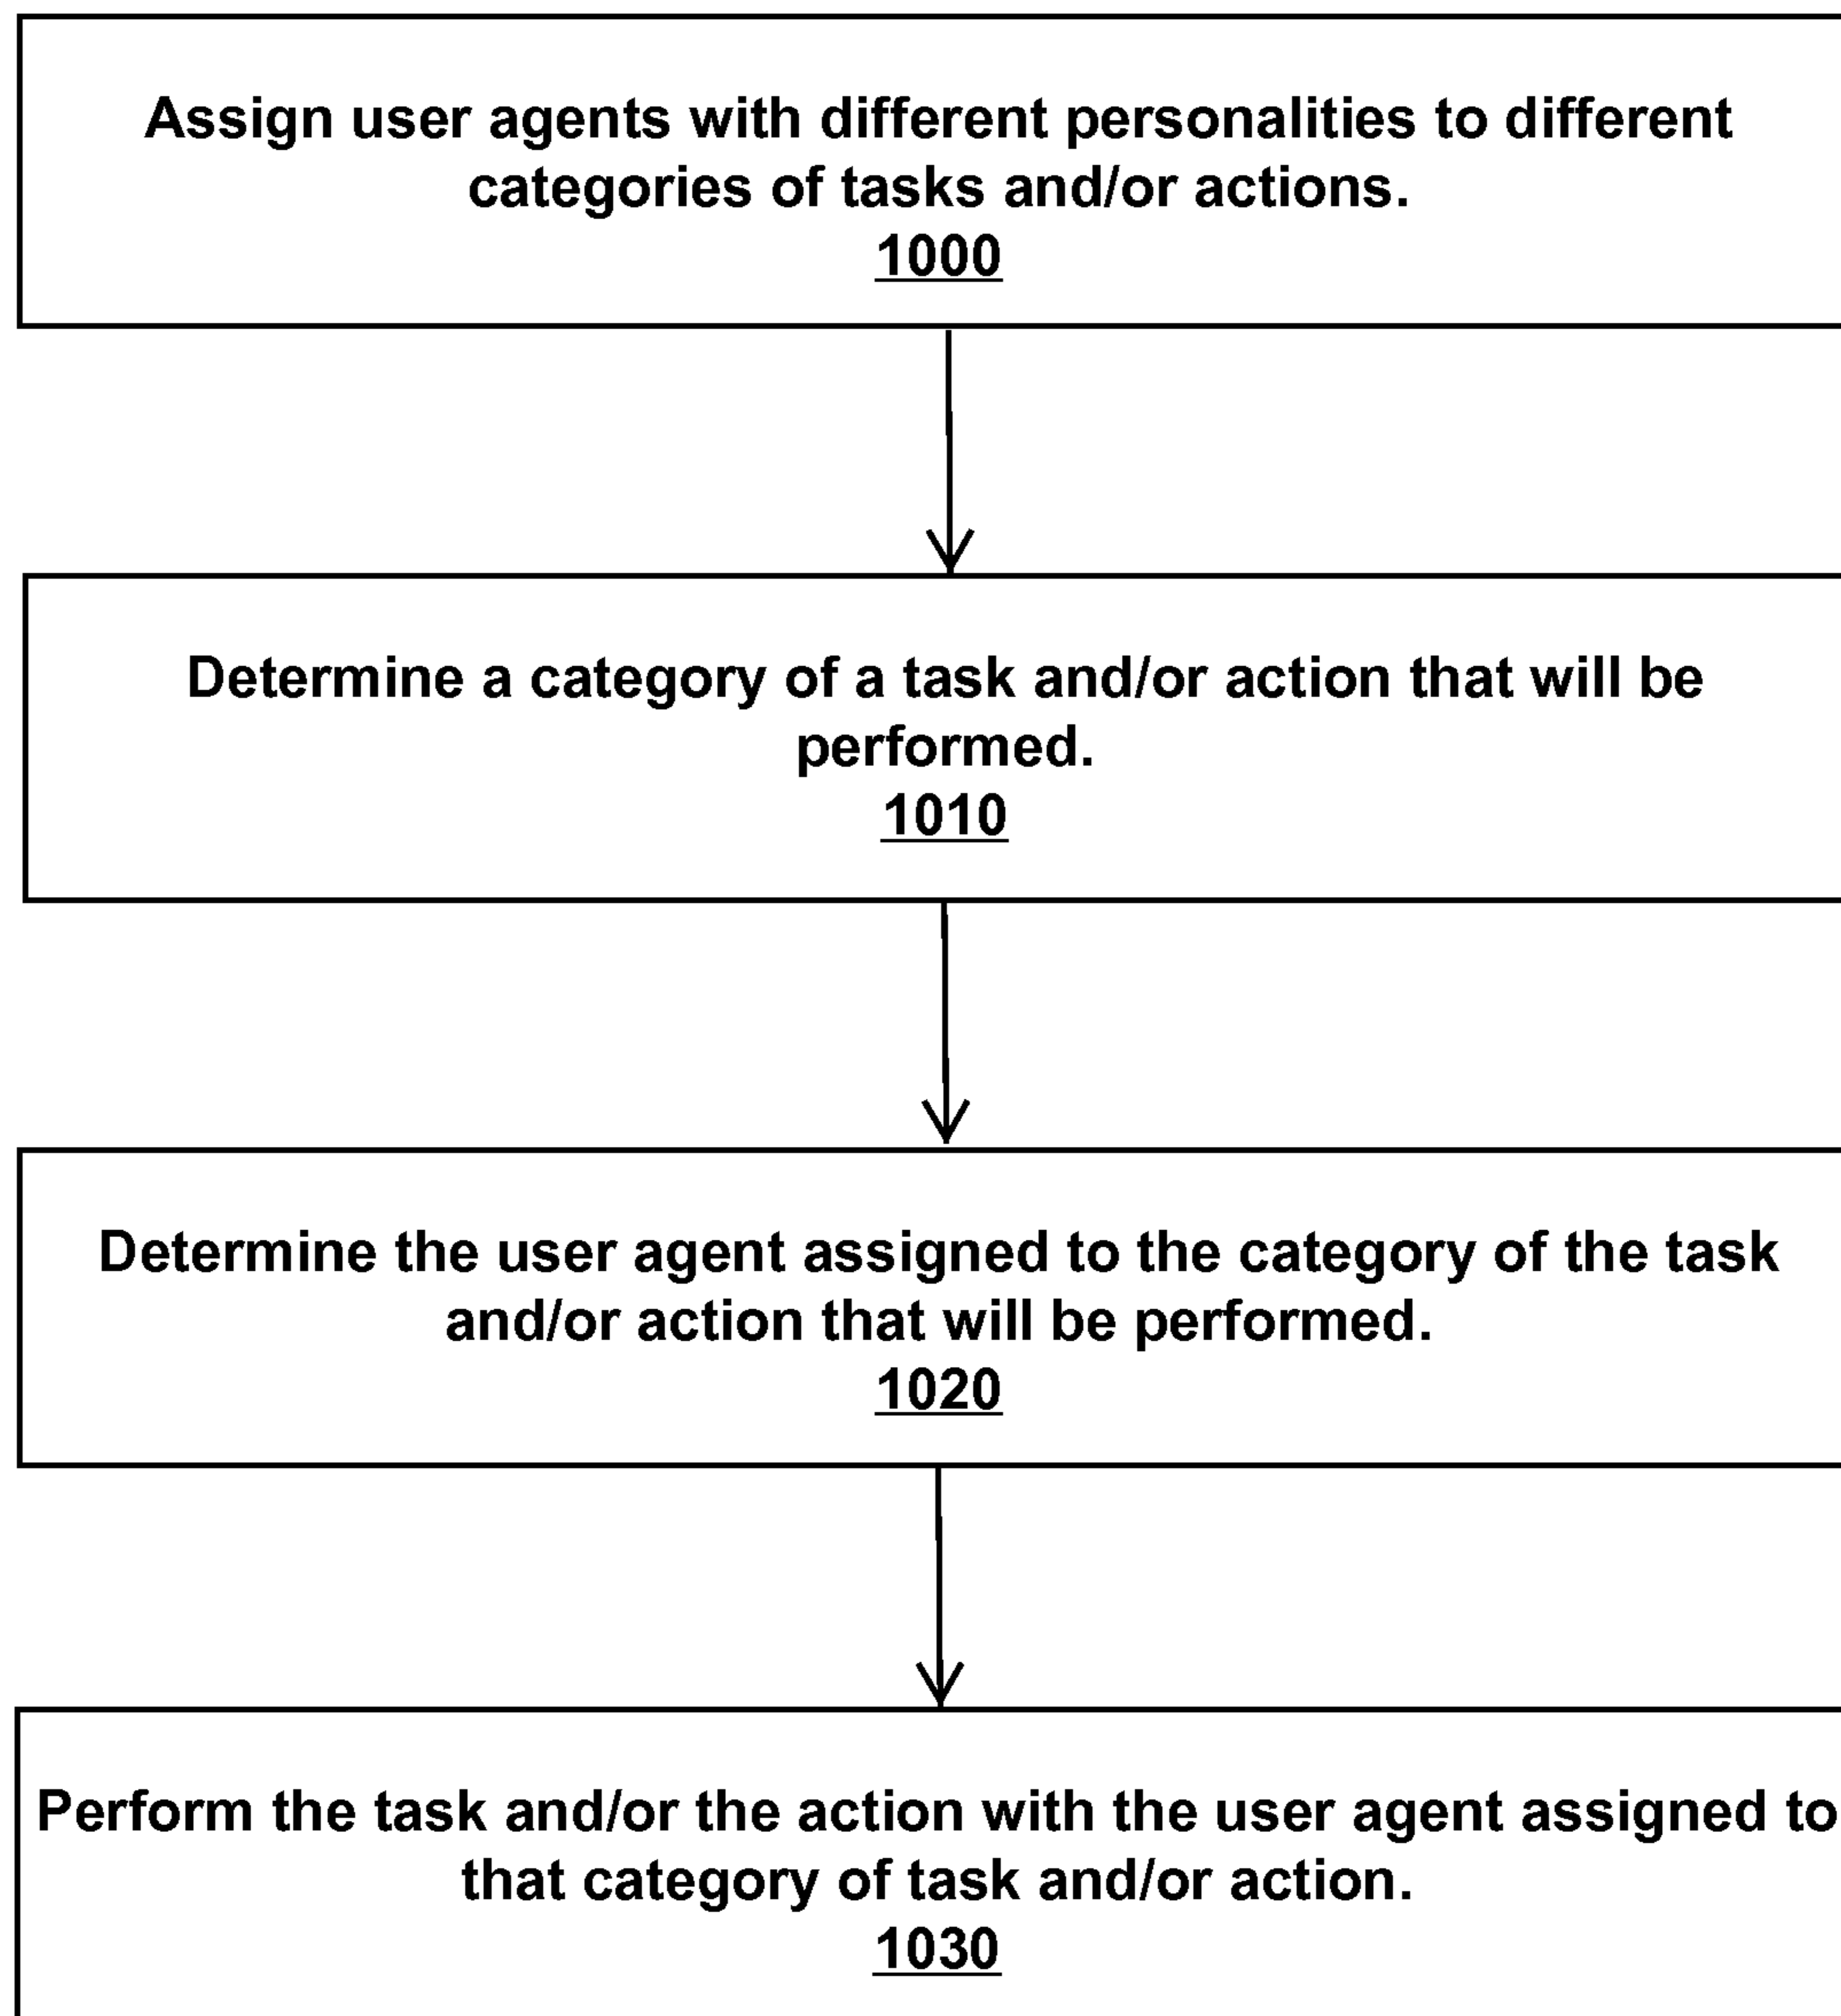 Assign user agents with different personalities to different
categories of tasks and/or actions.
1000
Determine a category of a task and/or action that will be
performed.
1010
Determine the user agent assigned to the category of the task
and/or action that will be performed.
1020
Perform the task and/or the action with the user agent assigned to
that category of task and/or action.
1030